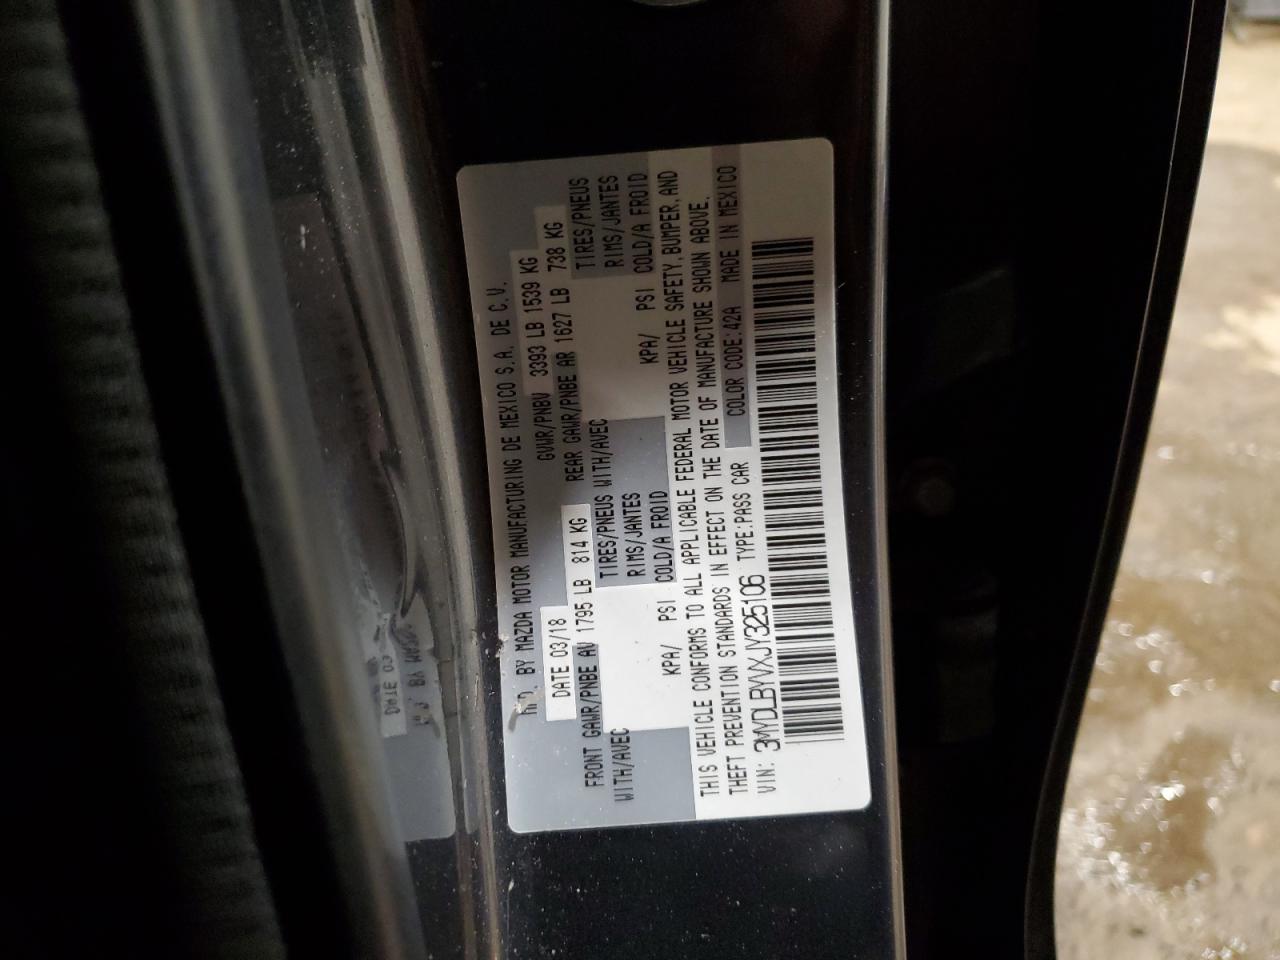 MFD. BY MAZDA MOTOR MANUFACTURING DE MEXICO S.A. DE C.V.
DATE 03/18 GVWR/PNBV 3393 LB 1539 KG
FRONT GAWR/PNBE AV 1795 LB 814 KG REAR GAWR/PNBE AR 1627 LB 738 KG
WITH/AVEC TIRES/PNEUS WITH/AVEC TIRES/PNEUS
RIMS/JANTES RIMS/JANTES
KPA/ PSI COLD/A FROID KPA/ PSI COLD/A FROID
THIS VEHICLE CONFORMS TO ALL APPLICABLE FEDERAL MOTOR VEHICLE SAFETY, BUMPER, AND
THEFT PREVENTION STANDARDS IN EFFECT ON THE DATE OF MANUFACTURE SHOWN ABOVE.
VIN: 3MYDLBYVXJY325106 TYPE:PASS CAR COLOR CODE:42A MADE IN MEXICO